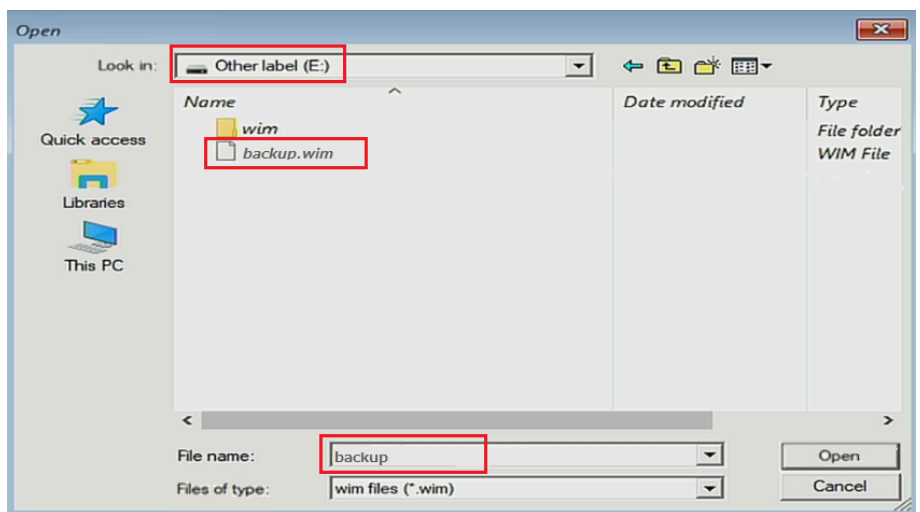 Open
Look in: Other label (E:)
Name Date modified Type
wim File folder
backup.wim WIM File
Quick access
Libraries
This PC
File name: backup Open
Files of type: wim files (*.wim) Cancel